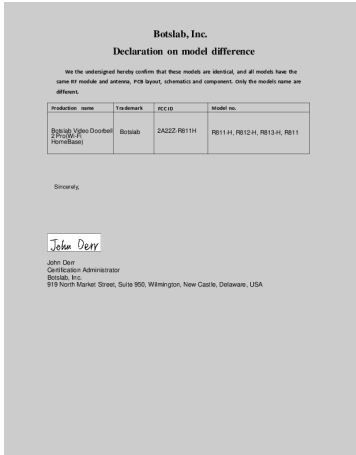 Botslab, Inc.
Declaration on model difference
We the undersigned hereby confirm that these models are identical, and all models have the
same RF module and antenna, PCB layout, schematics and component. Only the models name are
different.
Production name Trademark FCC ID Model no.
Botslab Video Doorbell
2 Pro(Wi-Fi
HomeBase)
Botslab
2A22Z-R811H
R811-H, R812-H, R813-H, R811
Sincerely,
John Derr
John Derr
Certification Administrator
Botslab, Inc.
919 North Market Street, Suite 950, Wilmington, New Castle, Delaware, USA